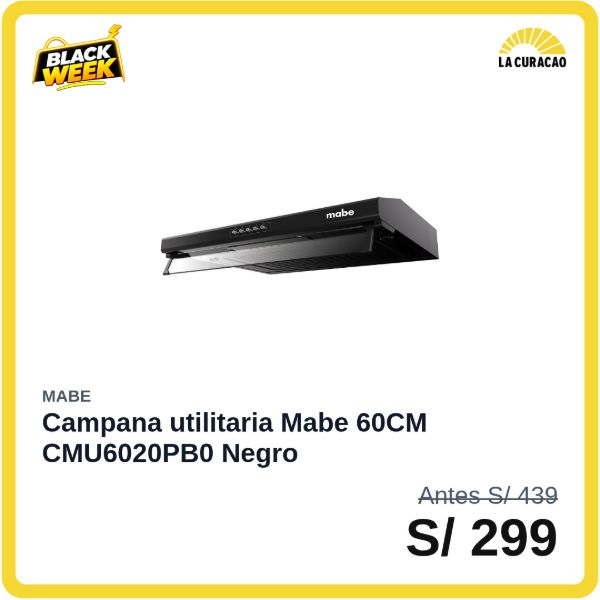 BLACK
WEEK
LA CURACAO
mabe
MABE
Campana utilitaria Mabe 60CM
CMU6020PB0 Negro
Antes S/ 439
S/ 299